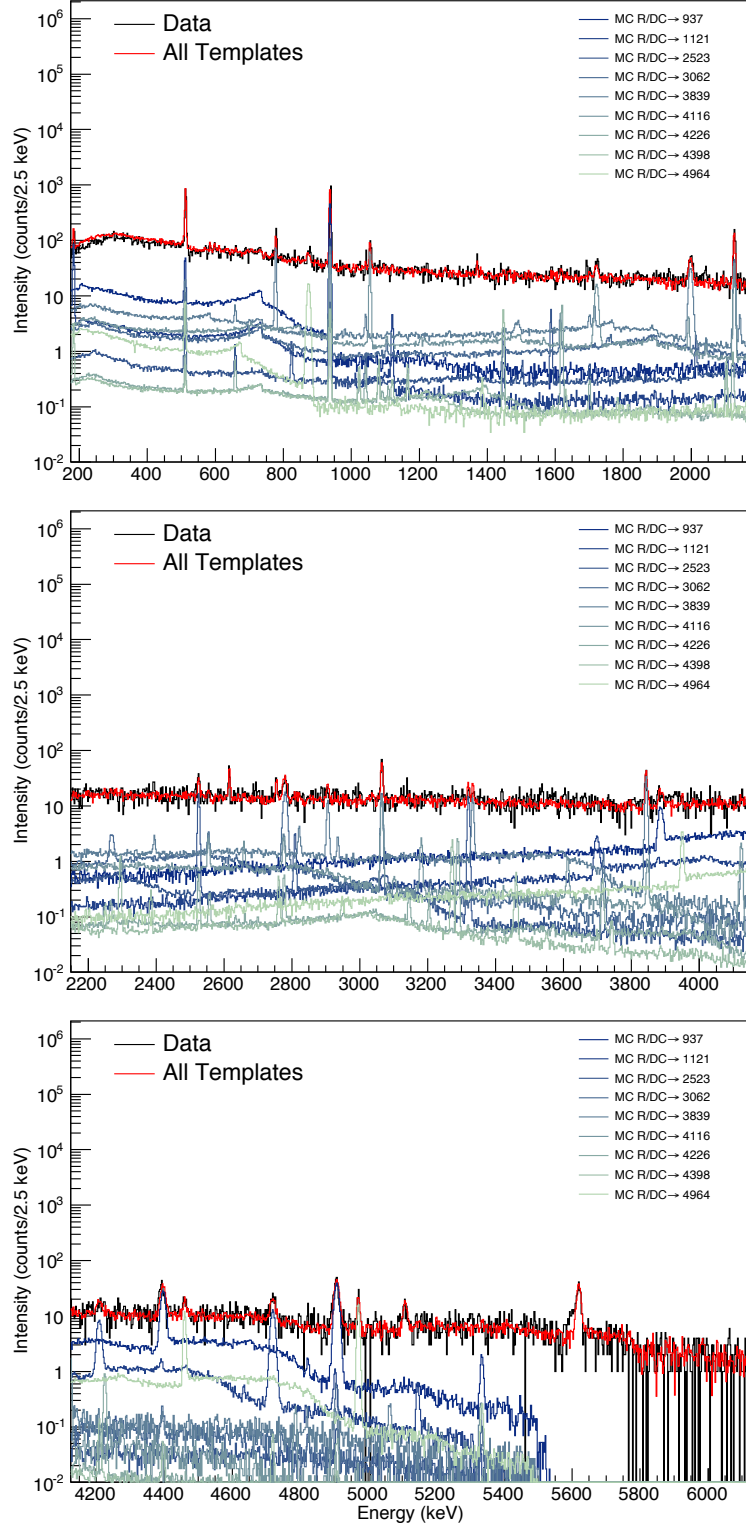 10^6
10^5
10^4
10^3
10^2
10
1
10^-1
10^-2
Intensity (counts/2.5 keV)
Data
All Templates
MC R/DC→ 937
MC R/DC→ 1121
MC R/DC→ 2523
MC R/DC→ 3062
MC R/DC→ 3839
MC R/DC→ 4116
MC R/DC→ 4226
MC R/DC→ 4398
MC R/DC→ 4964
200 400 600 800 1000 1200 1400 1600 1800 2000
10^6
10^5
10^4
10^3
10^2
10
1
10^-1
10^-2
Intensity (counts/2.5 keV)
Data
All Templates
MC R/DC→ 937
MC R/DC→ 1121
MC R/DC→ 2523
MC R/DC→ 3062
MC R/DC→ 3839
MC R/DC→ 4116
MC R/DC→ 4226
MC R/DC→ 4398
MC R/DC→ 4964
2200 2400 2600 2800 3000 3200 3400 3600 3800 4000
10^6
10^5
10^4
10^3
10^2
10
1
10^-1
10^-2
Intensity (counts/2.5 keV)
Data
All Templates
MC R/DC→ 937
MC R/DC→ 1121
MC R/DC→ 2523
MC R/DC→ 3062
MC R/DC→ 3839
MC R/DC→ 4116
MC R/DC→ 4226
MC R/DC→ 4398
MC R/DC→ 4964
4200 4400 4600 4800 5000 5200 5400 5600 5800 6000
Energy (keV)